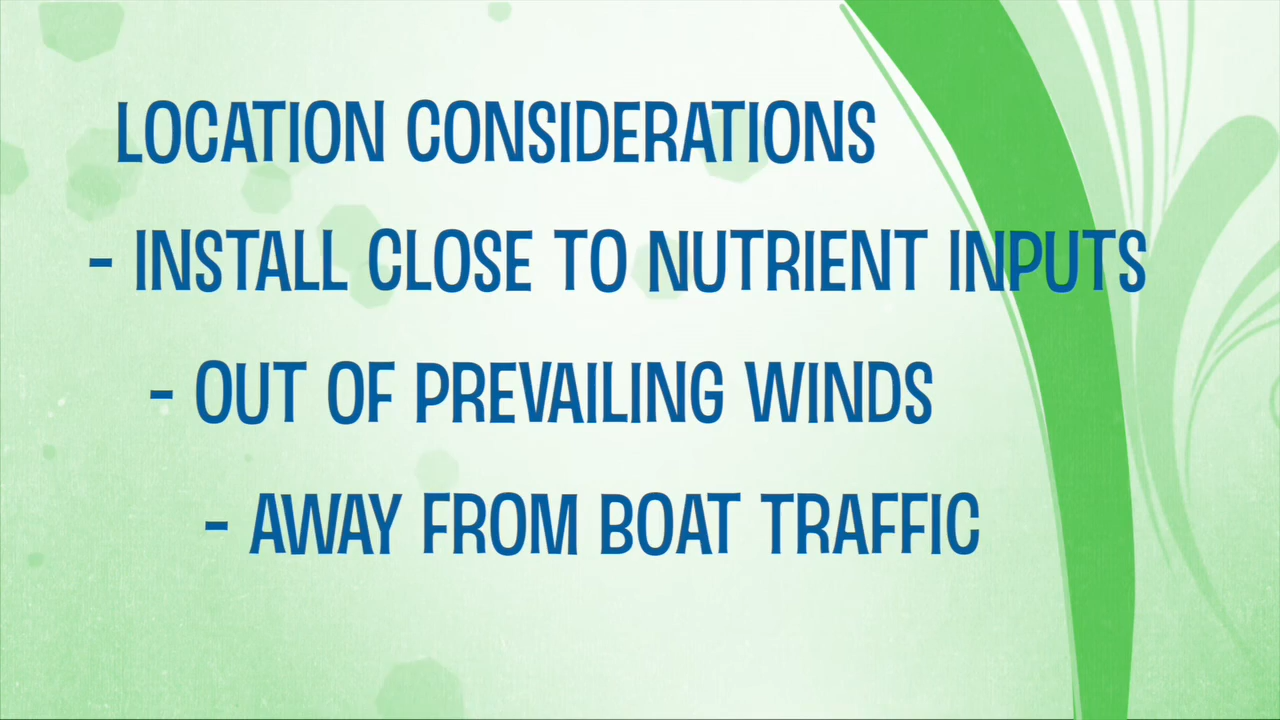 LOCATION CONSIDERATIONS
- INSTALL CLOSE TO NUTRIENT INPUTS
- OUT OF PREVAILING WINDS
- AWAY FROM BOAT TRAFFIC